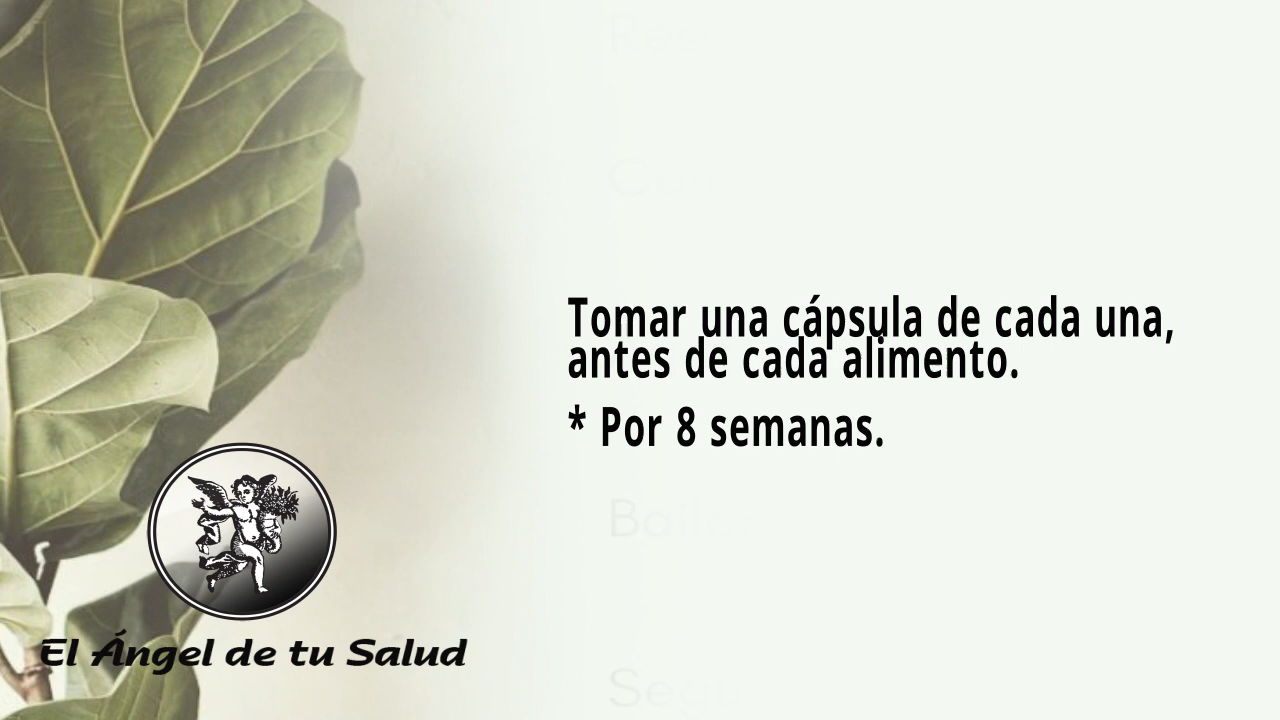 Tomar una cápsula de cada una,
antes de cada alimento.
* Por 8 semanas.
El Ángel de tu Salud